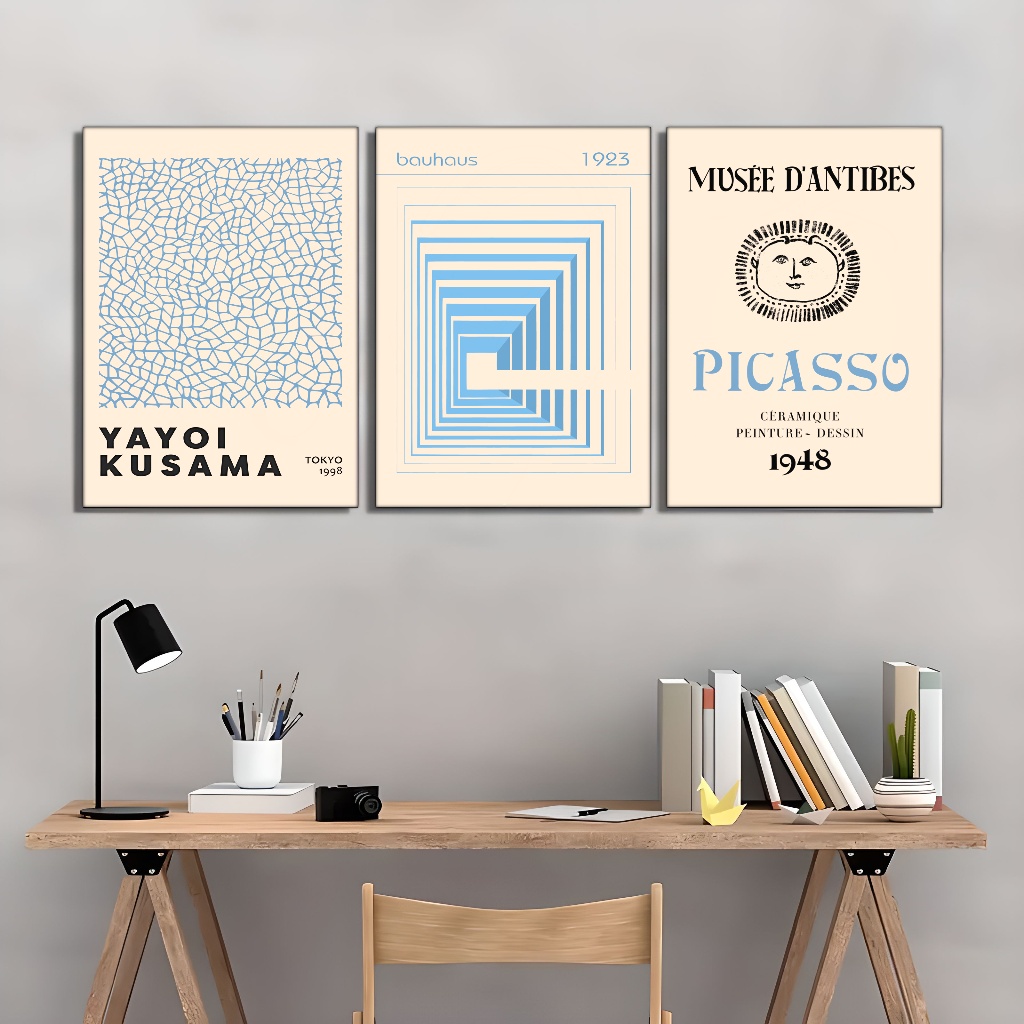 YAYOI
KUSAMA
TOKYO
1998
bauhaus 1923
MUSÉE D'ANTIBES
PICASSO
CÉRAMIQUE
PEINTURE - DESSIN
1948